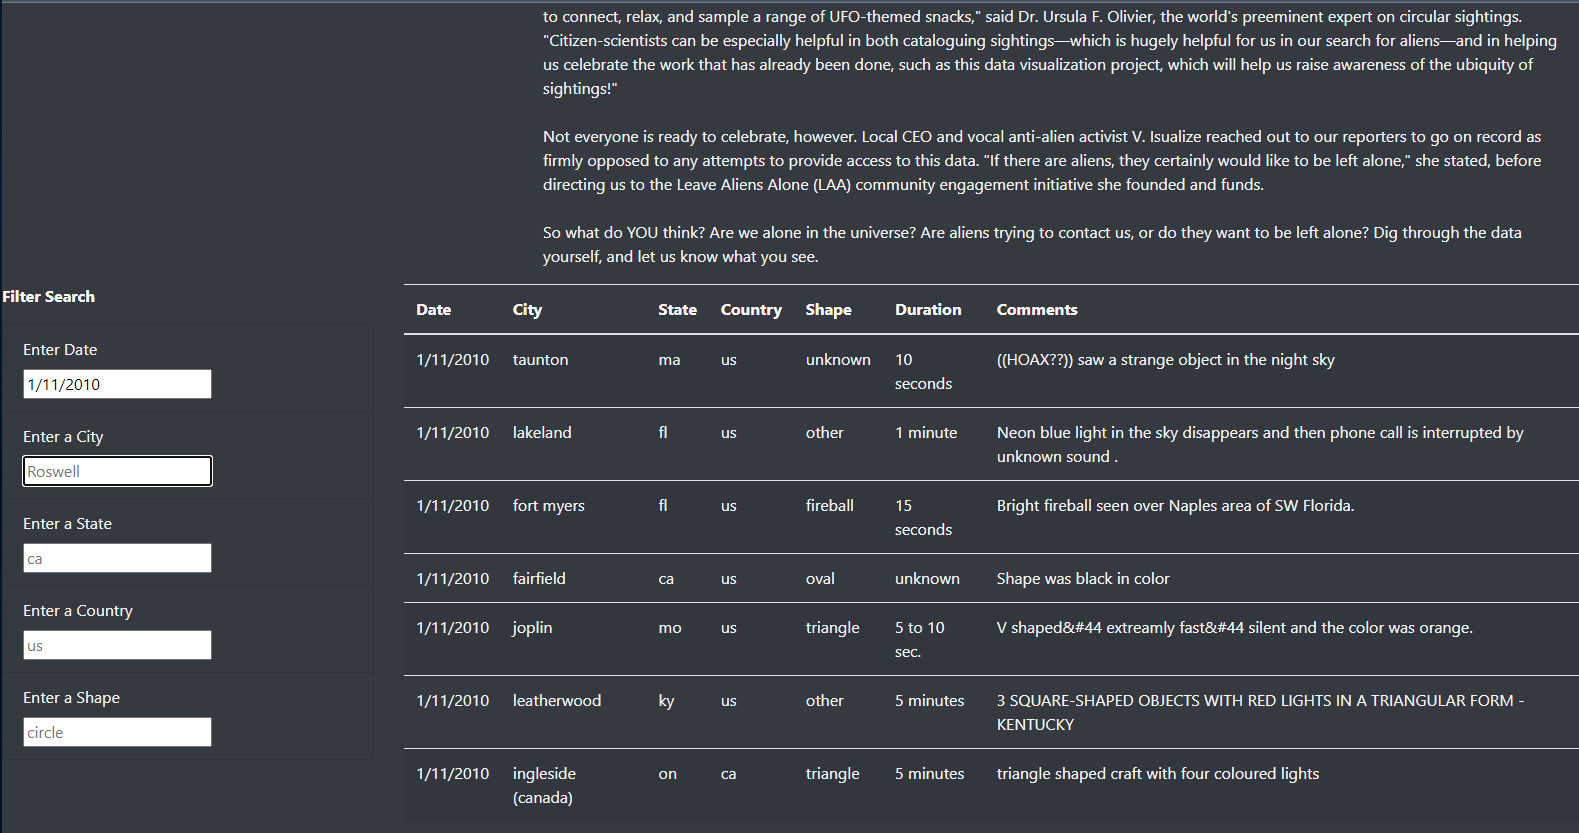 to connect, relax, and sample a range of UFO-themed snacks," said Dr. Ursula F. Olivier, the world's preeminent expert on circular sightings.
"Citizen-scientists can be especially helpful in both cataloguing sightings—which is hugely helpful for us in our search for aliens—and in helping
us celebrate the work that has already been done, such as this data visualization project, which will help us raise awareness of the ubiquity of
sightings!"
Not everyone is ready to celebrate, however. Local CEO and vocal anti-alien activist V. Isualize reached out to our reporters to go on record as
firmly opposed to any attempts to provide access to this data. "If there are aliens, they certainly would like to be left alone," she stated, before
directing us to the Leave Aliens Alone (LAA) community engagement initiative she founded and funds.
So what do YOU think? Are we alone in the universe? Are aliens trying to contact us, or do they want to be left alone? Dig through the data
yourself, and let us know what you see.
Filter Search
Enter Date
1/11/2010
Enter a City
Roswell
Enter a State
ca
Enter a Country
us
Enter a Shape
circle
Date City State Country Shape Duration Comments
1/11/2010 taunton ma us unknown 10 ((HOAX??)) saw a strange object in the night sky
seconds
1/11/2010 lakeland fl us other 1 minute Neon blue light in the sky disappears and then phone call is interrupted by
unknown sound .
1/11/2010 fort myers fl us fireball 15 Bright fireball seen over Naples area of SW Florida.
seconds
1/11/2010 fairfield ca us oval unknown Shape was black in color
1/11/2010 joplin mo us triangle 5 to 10 V shaped&#44 extreamly fast&#44 silent and the color was orange.
sec.
1/11/2010 leatherwood ky us other 5 minutes 3 SQUARE-SHAPED OBJECTS WITH RED LIGHTS IN A TRIANGULAR FORM -
KENTUCKY
1/11/2010 ingleside on ca triangle 5 minutes triangle shaped craft with four coloured lights
(canada)